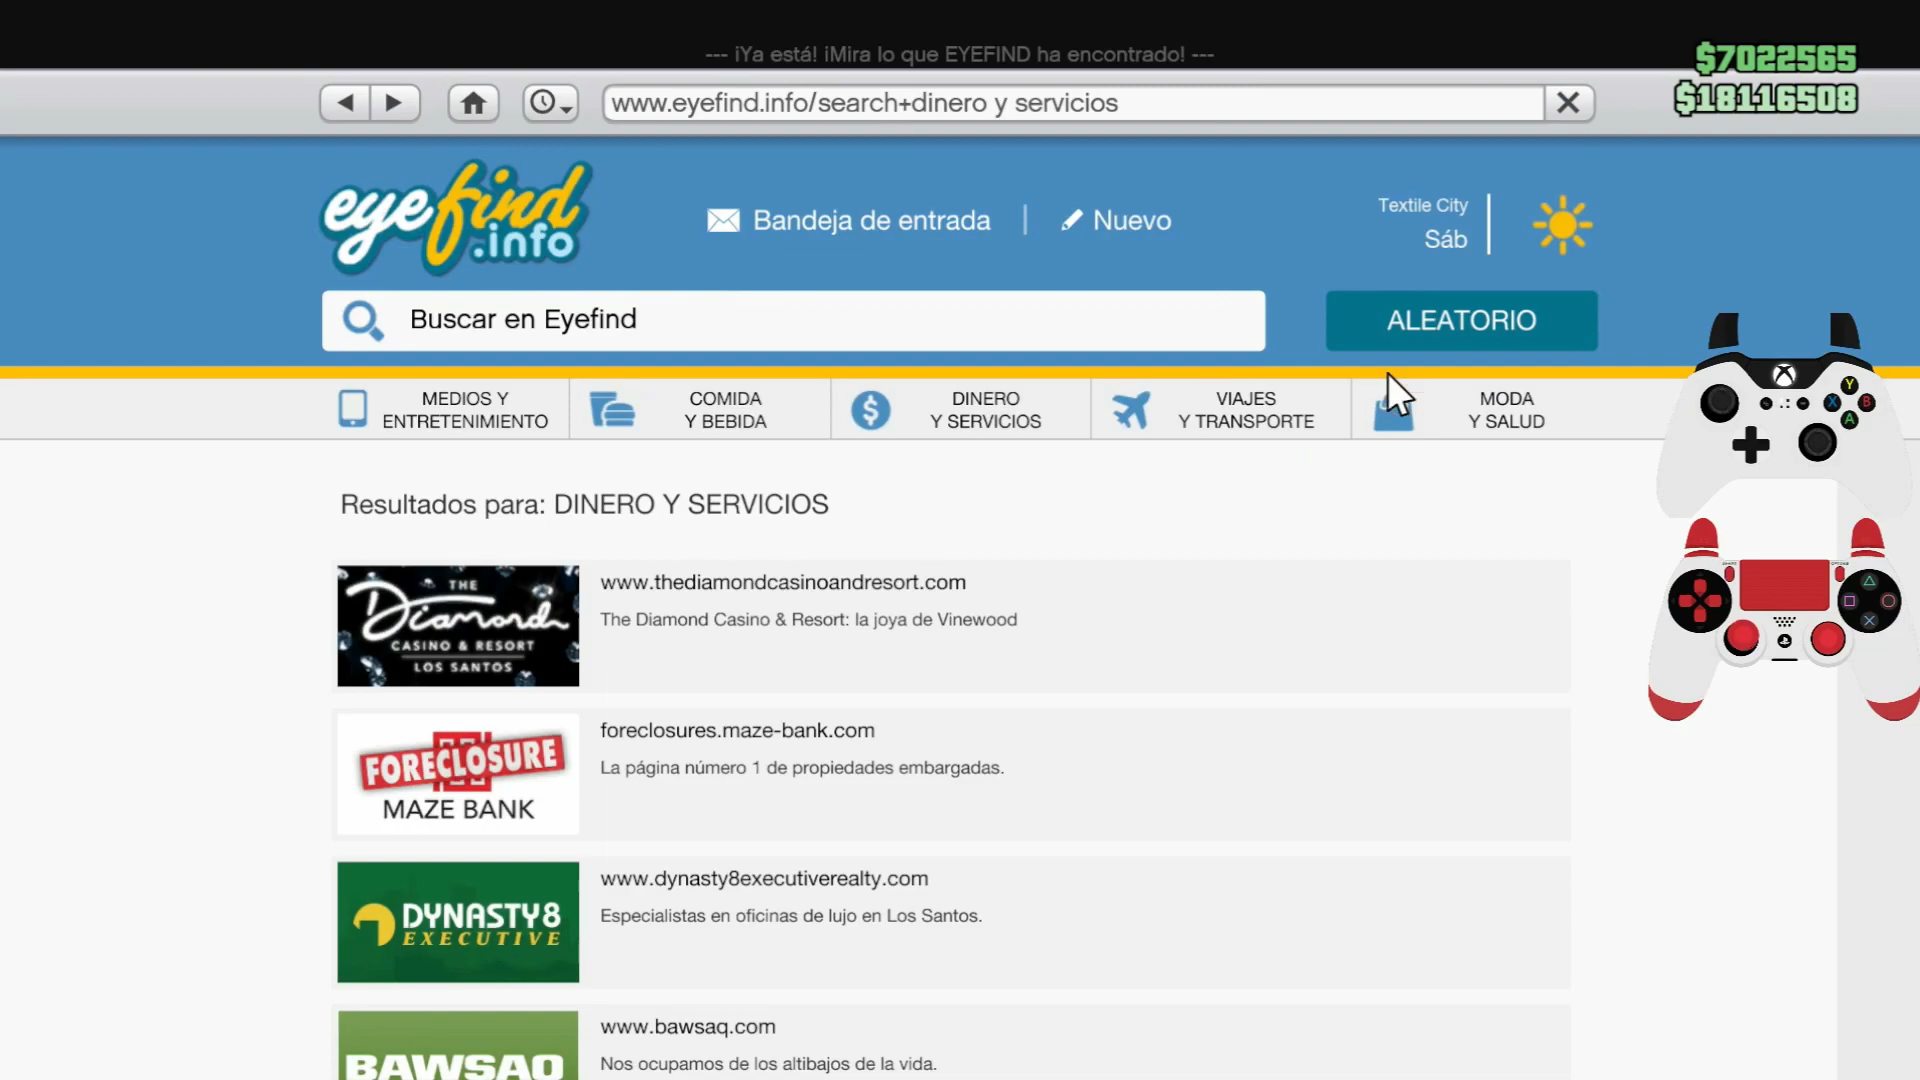 --- ¡Ya está! ¡Mira lo que EYEFIND ha encontrado! ---
$7022565
$18116508
www.eyefind.info/search+dinero y servicios
eyefind
.info
Bandeja de entrada
Nuevo
Textile City
Sáb
Buscar en Eyefind
ALEATORIO
MEDIOS Y
ENTRETENIMIENTO
COMIDA
Y BEBIDA
DINERO
Y SERVICIOS
VIAJES
Y TRANSPORTE
MODA
Y SALUD
Y
X
B
A
Resultados para: DINERO Y SERVICIOS
THE
Diamond
CASINO & RESORT
LOS SANTOS
www.thediamondcasinoandresort.com
The Diamond Casino & Resort: la joya de Vinewood
FORECLOSURE
MAZE BANK
foreclosures.maze-bank.com
La página número 1 de propiedades embargadas.
DYNASTY8
EXECUTIVE
www.dynasty8executiverealty.com
Especialistas en oficinas de lujo en Los Santos.
BAWSAQ
www.bawsaq.com
Nos ocupamos de los altibajos de la vida.